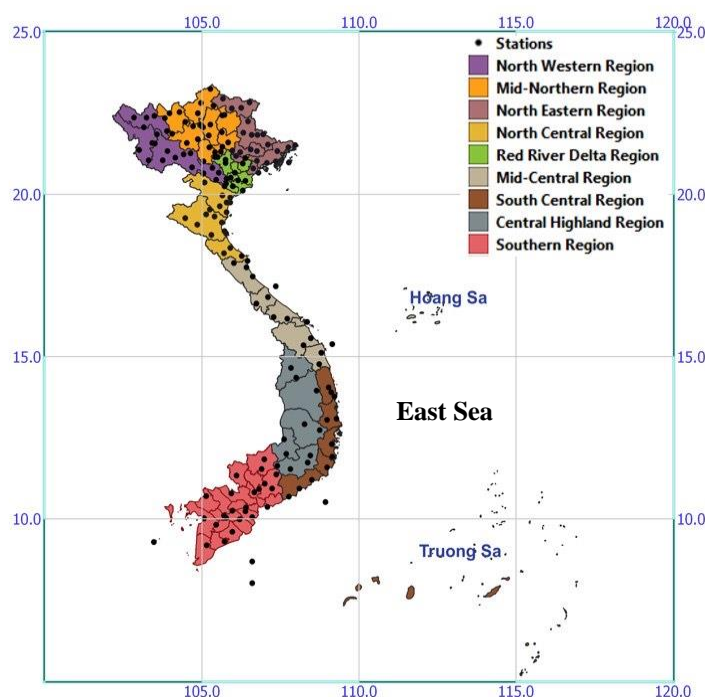 105.0 110.0 115.0 120.0
25.0 25.0
Stations
North Western Region
Mid-Northern Region
North Eastern Region
North Central Region
Red River Delta Region
Mid-Central Region
20.0 20.0
South Central Region
Central Highland Region
Southern Region
Hoang Sa
15.0 15.0
East Sea
10.0 10.0
Truong Sa
105.0 110.0 115.0 120.0